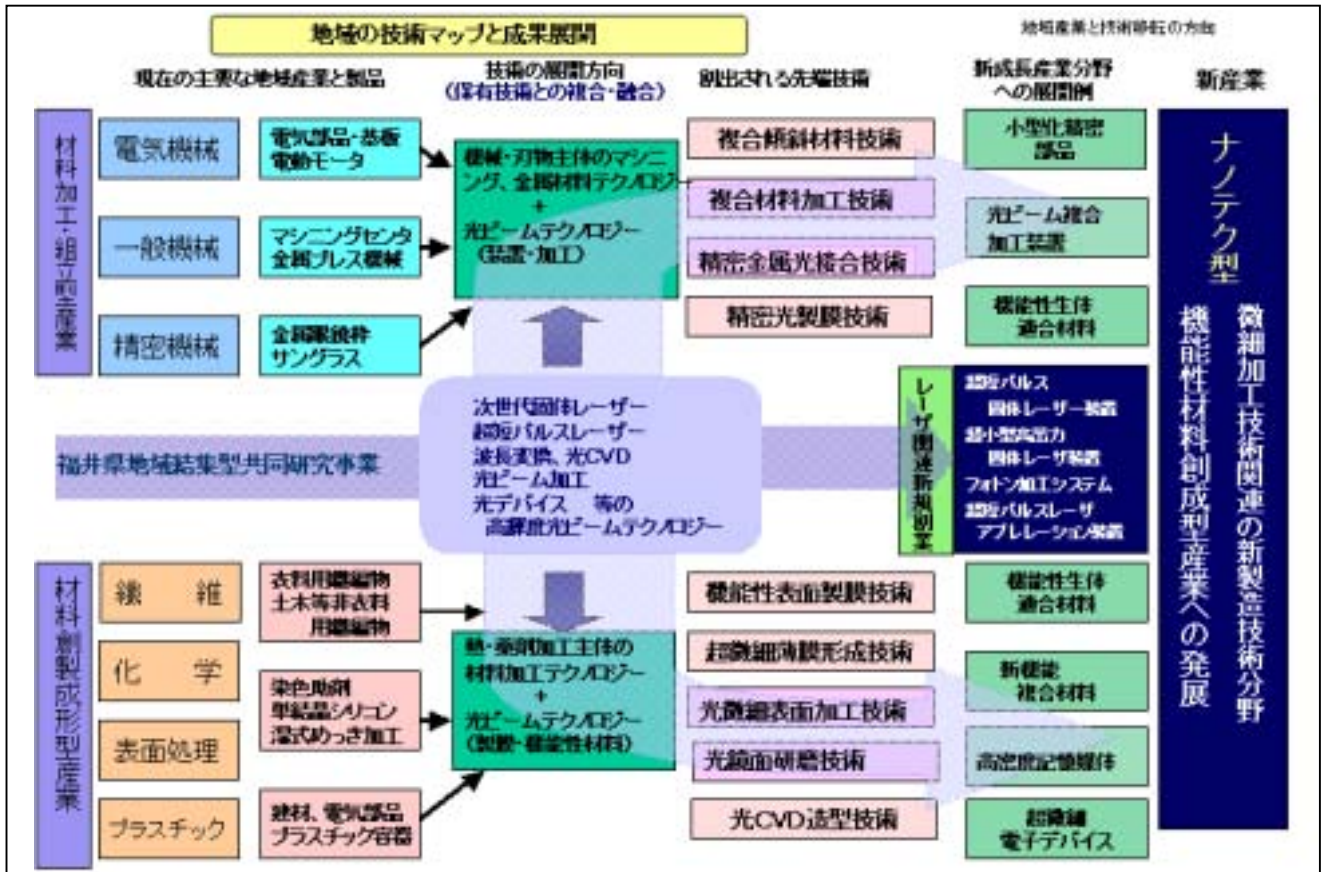 地域の技術マップと成果展開
地域産業と技術移転の方向
現在の主要な地域産業と製品
技術の展開方向
(保有技術との複合・融合)
創出される先端技術
新成長産業分野
への展開例
新産業
材料加工・組立前産業
電気機械
電気部品・基板
電動モータ
一般機械
マシニングセンタ
金属プレス機械
精密機械
金属眼鏡枠
サングラス
機械・刃物主体のマシニ
ング、金属材料テクノロジー
+
光ビームテクノロジー
(装置・加工)
複合傾斜材料技術
複合材料加工技術
精密金属光接合技術
精密光製膜技術
小型化精密
部品
光ビーム複合
加工装置
機能性生体
適合材料
福井県地域結集型共同研究事業
次世代固体レーザー
超短パルスレーザー
波長変換、光CVD
光ビーム加工
光デバイス 等の
高輝度光ビームテクノロジー
レーザ関連新規創業
超短パルス
固体レーザー装置
超小型高出力
固体レーザ装置
フォトン加工システム
超短パルスレーザ
アブレーション装置
材料創製成形型産業
繊 維
衣料用織編物
土木等非衣料
用織編物
化 学
染色助剤
単結晶シリコン
湿式めっき加工
表面処理
プラスチック
建材、電気部品
プラスチック容器
熱・薬剤加工主体の
材料加工テクノロジー
+
光ビームテクノロジー
(製膜・機能性材料)
機能性表面製膜技術
超微細薄膜形成技術
光微細表面加工技術
光鏡面研磨技術
光CVD造型技術
機能性生体
適合材料
新機能
複合材料
高密度記憶媒体
超微細
電子デバイス
ナノテク型
微細加工技術関連の新製造技術分野
機能性材料創成型産業への発展